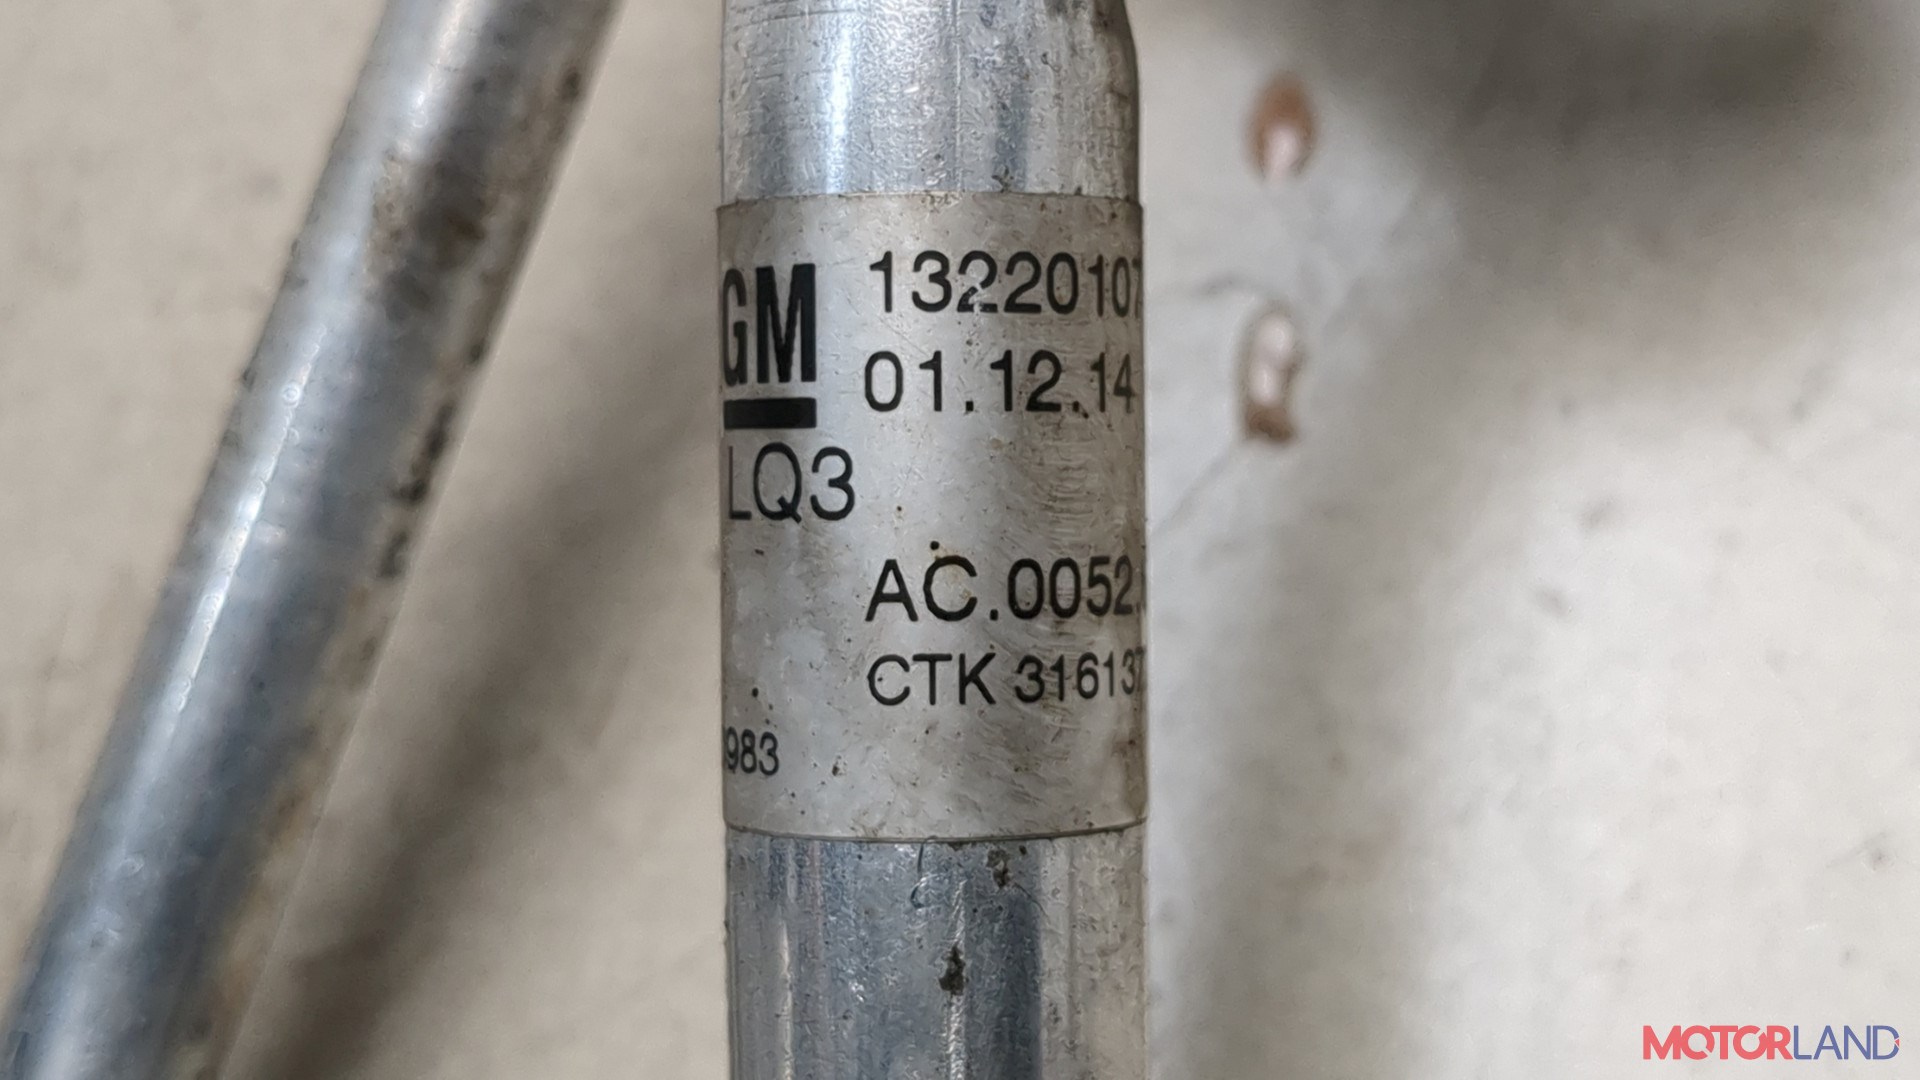 GM 13220107
01.12.14
LQ3
AC.0052.
CTK 316137
983
MOTORLAND